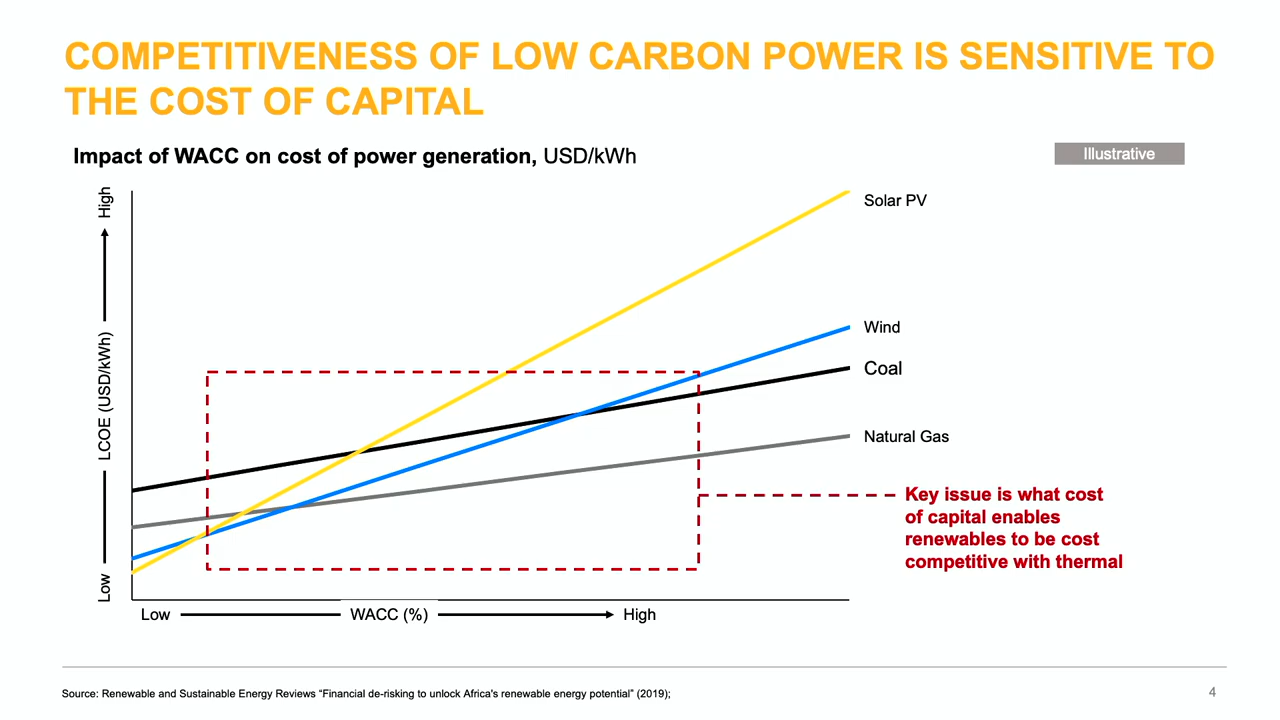 COMPETITIVENESS OF LOW CARBON POWER IS SENSITIVE TO
THE COST OF CAPITAL
Impact of WACC on cost of power generation, USD/kWh
Illustrative
High
LCOE (USD/kWh)
Low
Solar PV
Wind
Coal
Natural Gas
Key issue is what cost
of capital enables
renewables to be cost
competitive with thermal
Low
WACC (%)
High
Source: Renewable and Sustainable Energy Reviews “Financial de-risking to unlock Africa's renewable energy potential” (2019);
4